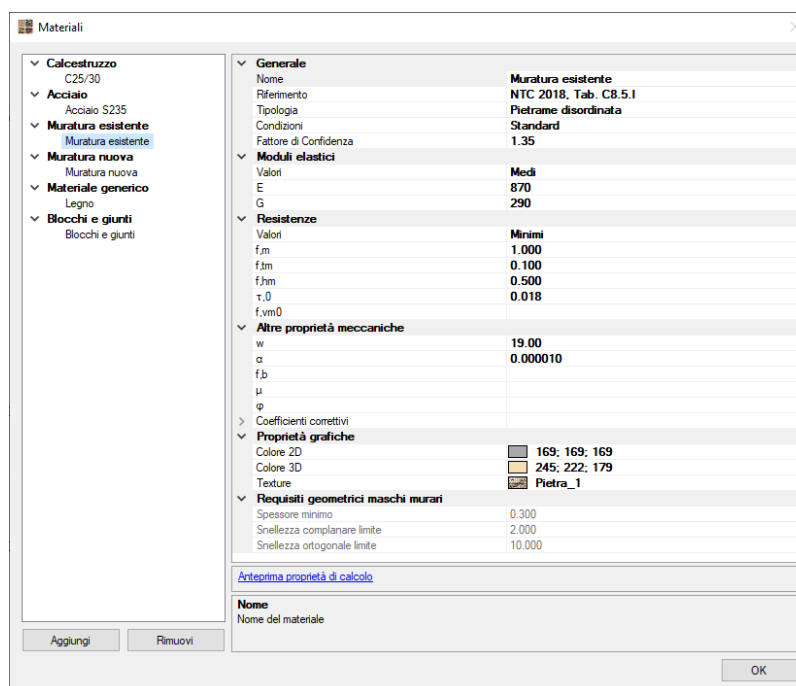 Materiali
Calcestruzzo
C25/30
Acciaio
Acciaio S235
Muratura esistente
Muratura esistente
Muratura nuova
Muratura nuova
Materiale generico
Legno
Blocchi e giunti
Blocchi e giunti
Aggiungi Rimuovi
Generale
Nome Muratura esistente
Riferimento NTC 2018, Tab. C8.5.I
Tipologia Pietrame disordinata
Condizioni Standard
Fattore di Confidenza 1.35
Moduli elastici
Valori Medi
E 870
G 290
Resistenze
Valori Minimi
f,m 1.000
f,tm 0.100
f,hm 0.500
τ,0 0.018
f,vm0
Altre proprietà meccaniche
w 19.00
α 0.000010
f,b
μ
φ
Coefficienti correttivi
Proprietà grafiche
Colore 2D 169; 169; 169
Colore 3D 245; 222; 179
Texture Pietra_1
Requisiti geometrici maschi murari
Spessore minimo 0.300
Snellezza complanare limite 2.000
Snellezza ortogonale limite 10.000
Anteprima proprietà di calcolo
Nome
Nome del materiale
OK